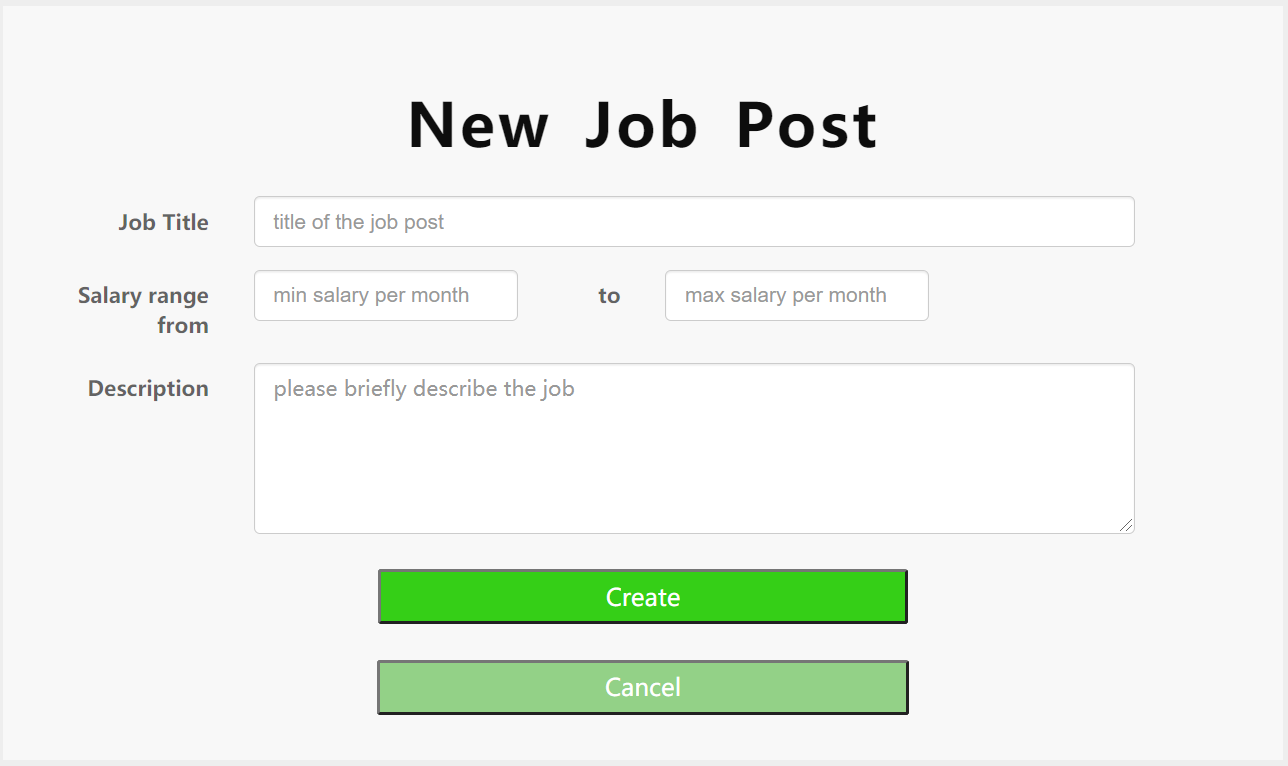 New Job Post
Job Title
title of the job post
Salary range
from
min salary per month
to
max salary per month
Description
please briefly describe the job
Create
Cancel